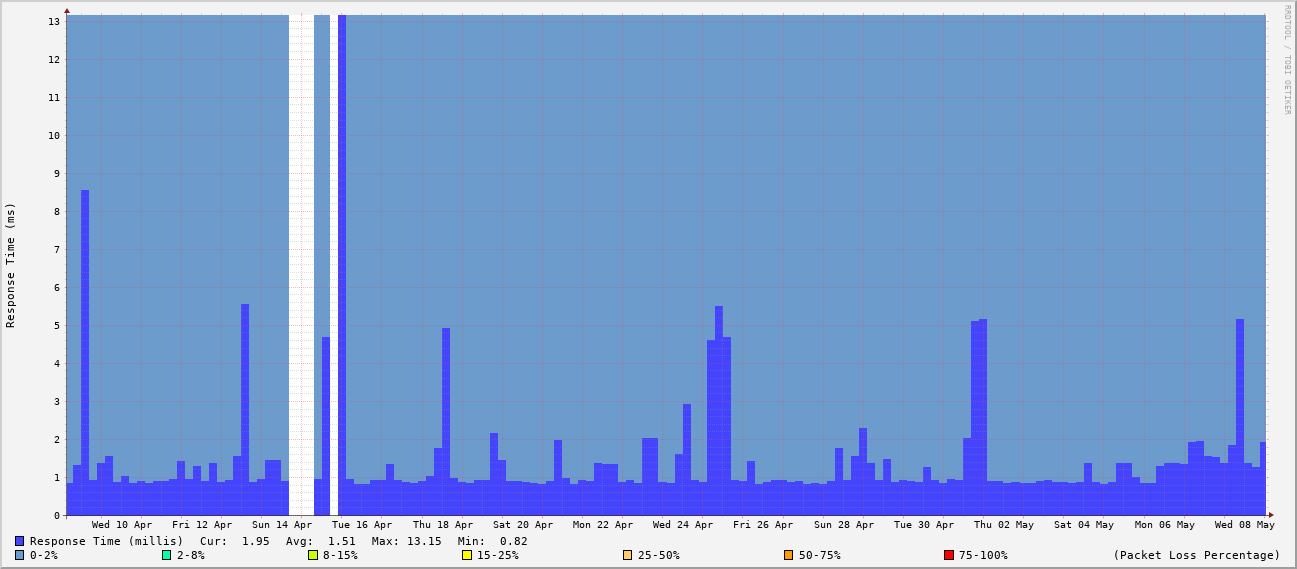 RRDTOOL / TOBI OETIKER
Response Time (ms)
13
12
11
10
9
8
7
6
5
4
3
2
1
0
Wed 10 Apr Fri 12 Apr Sun 14 Apr Tue 16 Apr Thu 18 Apr Sat 20 Apr Mon 22 Apr Wed 24 Apr Fri 26 Apr Sun 28 Apr Tue 30 Apr Thu 02 May Sat 04 May Mon 06 May Wed 08 May
Response Time (millis) Cur: 1.95 Avg: 1.51 Max: 13.15 Min: 0.82
0-2% 2-8% 8-15% 15-25% 25-50% 50-75% 75-100% (Packet Loss Percentage)